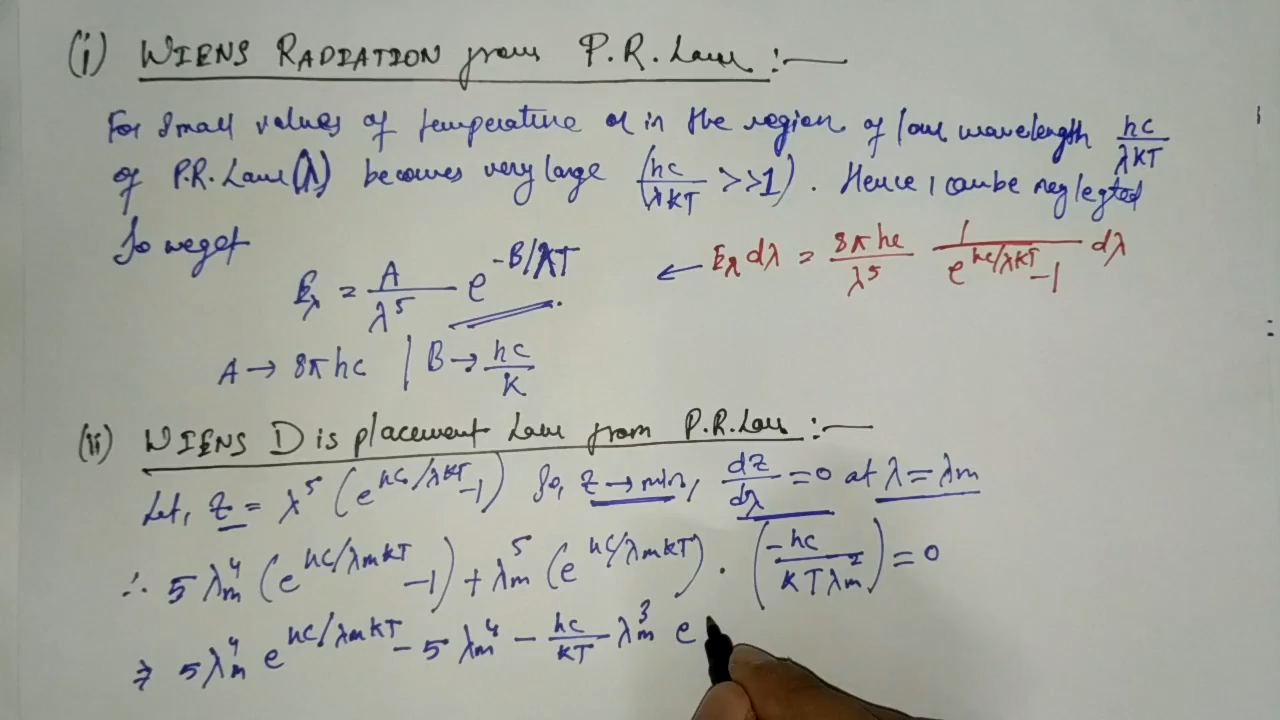 (i) WIENS RADIATION from P.R. Law :—
For small values of temperature or in the region of low wavelength hc/λKT
of P.R. Law (λ) becomes very large (hc/λKT >>1). Hence 1 can be neglected
So we get
Eλ dλ = 8πhc/λ⁵ 1/(e^(hc/λKT) -1) dλ
Eλ = A/λ⁵ e^(-B/λT)
A → 8πhc | B → hc/K
(ii) WIENS Displacement Law from P.R. Law :—
Let, Z = λ⁵ (e^(hc/λKT) -1) So, Z → min, dZ/dλ = 0 at λ = λm
∴ 5λm⁴ (e^(hc/λmKT) -1) + λm⁵ (e^(hc/λmKT)) . (-hc/KTλm²) = 0
⇒ 5λm⁴ e^(hc/λmKT) - 5λm⁴ - hc/KT λm³ e